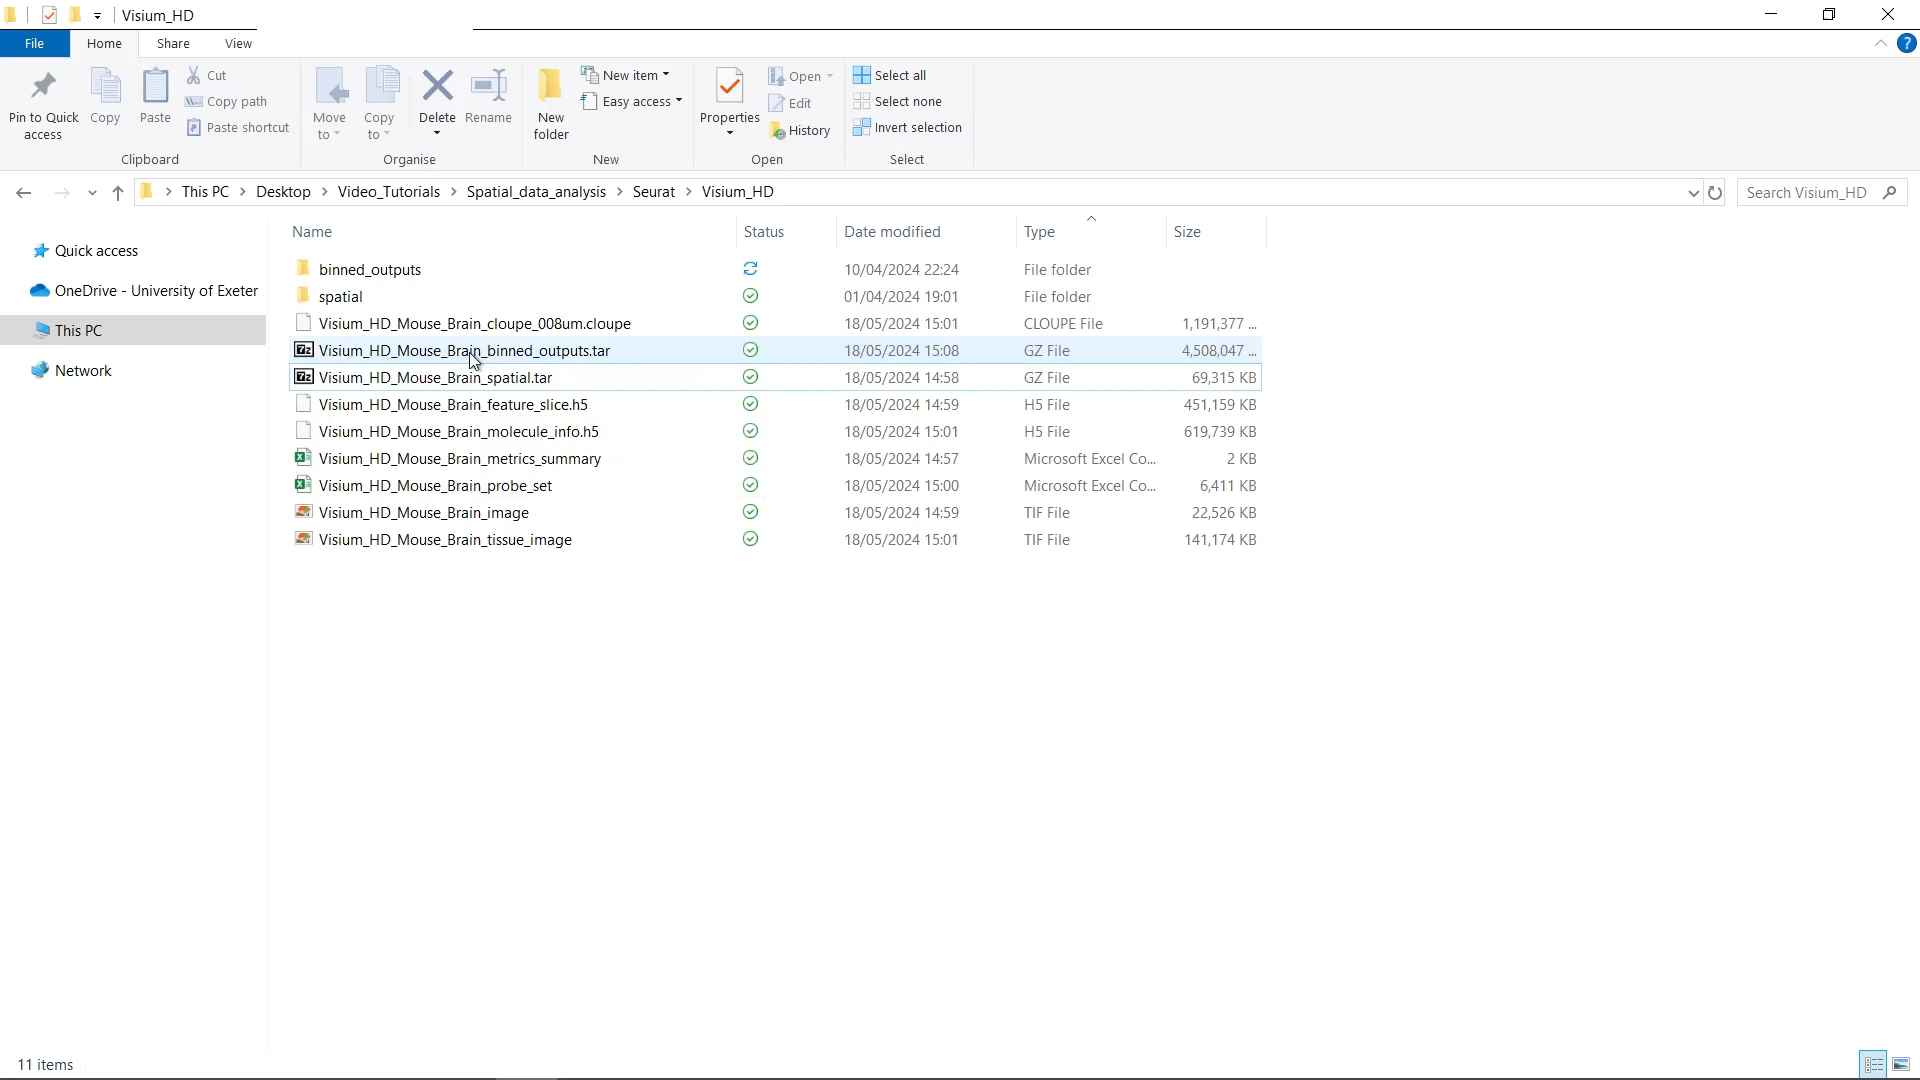 Visium_HD
File Home Share View
Pin to Quick access
Copy
Paste
Cut
Copy path
Paste shortcut
Clipboard
Move to
Copy to
Delete
Rename
Organise
New folder
New item
Easy access
New
Properties
Open
Edit
History
Open
Select all
Select none
Invert selection
Select
This PC > Desktop > Video_Tutorials > Spatial_data_analysis > Seurat > Visium_HD
Search Visium_HD
Quick access
OneDrive - University of Exeter
This PC
Network
Name Status Date modified Type Size
binned_outputs 10/04/2024 22:24 File folder
spatial 01/04/2024 19:01 File folder
Visium_HD_Mouse_Brain_cloupe_008um.cloupe 18/05/2024 15:01 CLOUPE File 1,191,377 ...
7z Visium_HD_Mouse_Brain_binned_outputs.tar 18/05/2024 15:08 GZ File 4,508,047 ...
7z Visium_HD_Mouse_Brain_spatial.tar 18/05/2024 14:58 GZ File 69,315 KB
Visium_HD_Mouse_Brain_feature_slice.h5 18/05/2024 14:59 H5 File 451,159 KB
Visium_HD_Mouse_Brain_molecule_info.h5 18/05/2024 15:01 H5 File 619,739 KB
Visium_HD_Mouse_Brain_metrics_summary 18/05/2024 14:57 Microsoft Excel Co... 2 KB
Visium_HD_Mouse_Brain_probe_set 18/05/2024 15:00 Microsoft Excel Co... 6,411 KB
Visium_HD_Mouse_Brain_image 18/05/2024 14:59 TIF File 22,526 KB
Visium_HD_Mouse_Brain_tissue_image 18/05/2024 15:01 TIF File 141,174 KB
11 items